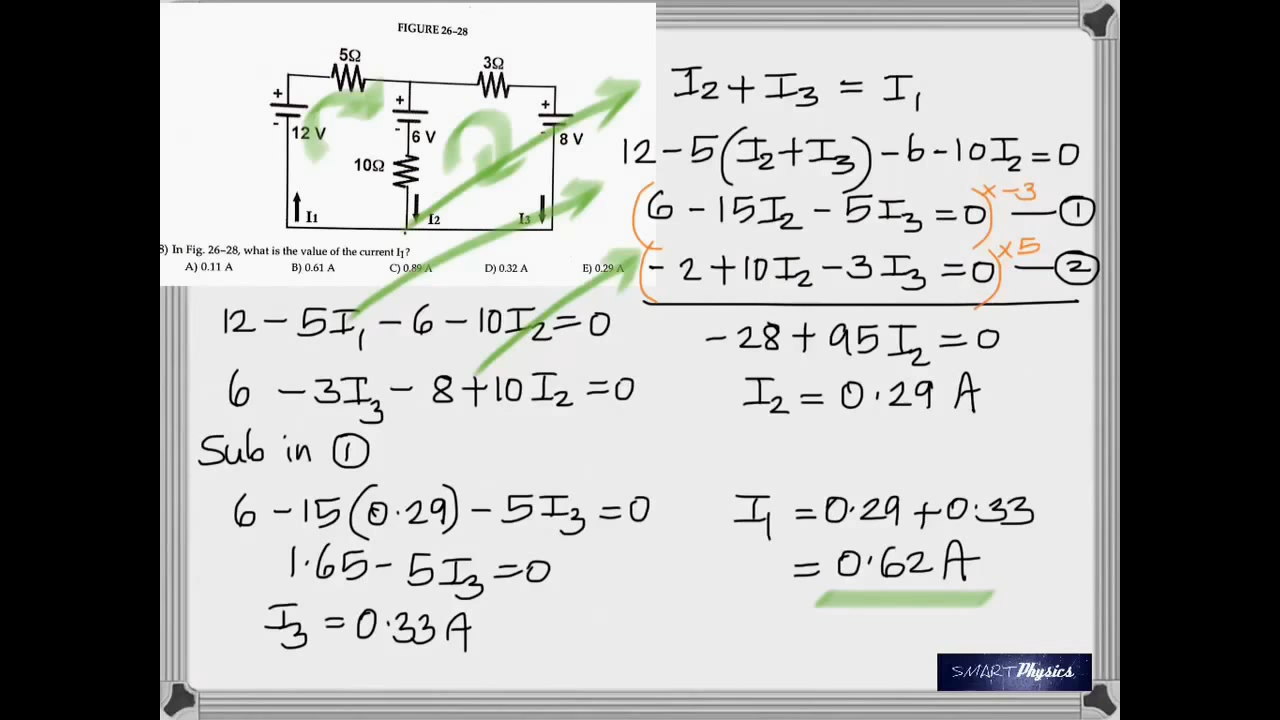 FIGURE 26–28
5Ω
3Ω
+
+
+
-
12 V
-
6 V
-
8 V
10Ω
I1
I2
I3
8) In Fig. 26–28, what is the value of the current I1?
A) 0.11 A B) 0.61 A C) 0.89 A D) 0.32 A E) 0.29 A
I₂ + I₃ = I₁
12 - 5(I₂+I₃) - 6 - 10I₂ = 0
(6 - 15I₂ - 5I₃ = 0) × -3 — ①
(- 2 + 10I₂ - 3I₃ = 0) × 5 — ②
- 28 + 95I₂ = 0
I₂ = 0.29 A
12 - 5I₁ - 6 - 10I₂ = 0
6 - 3I₃ - 8 + 10I₂ = 0
Sub in ①
6 - 15(0.29) - 5I₃ = 0
1.65 - 5I₃ = 0
I₃ = 0.33 A
I₁ = 0.29 + 0.33
= 0.62 A
SMART Physics